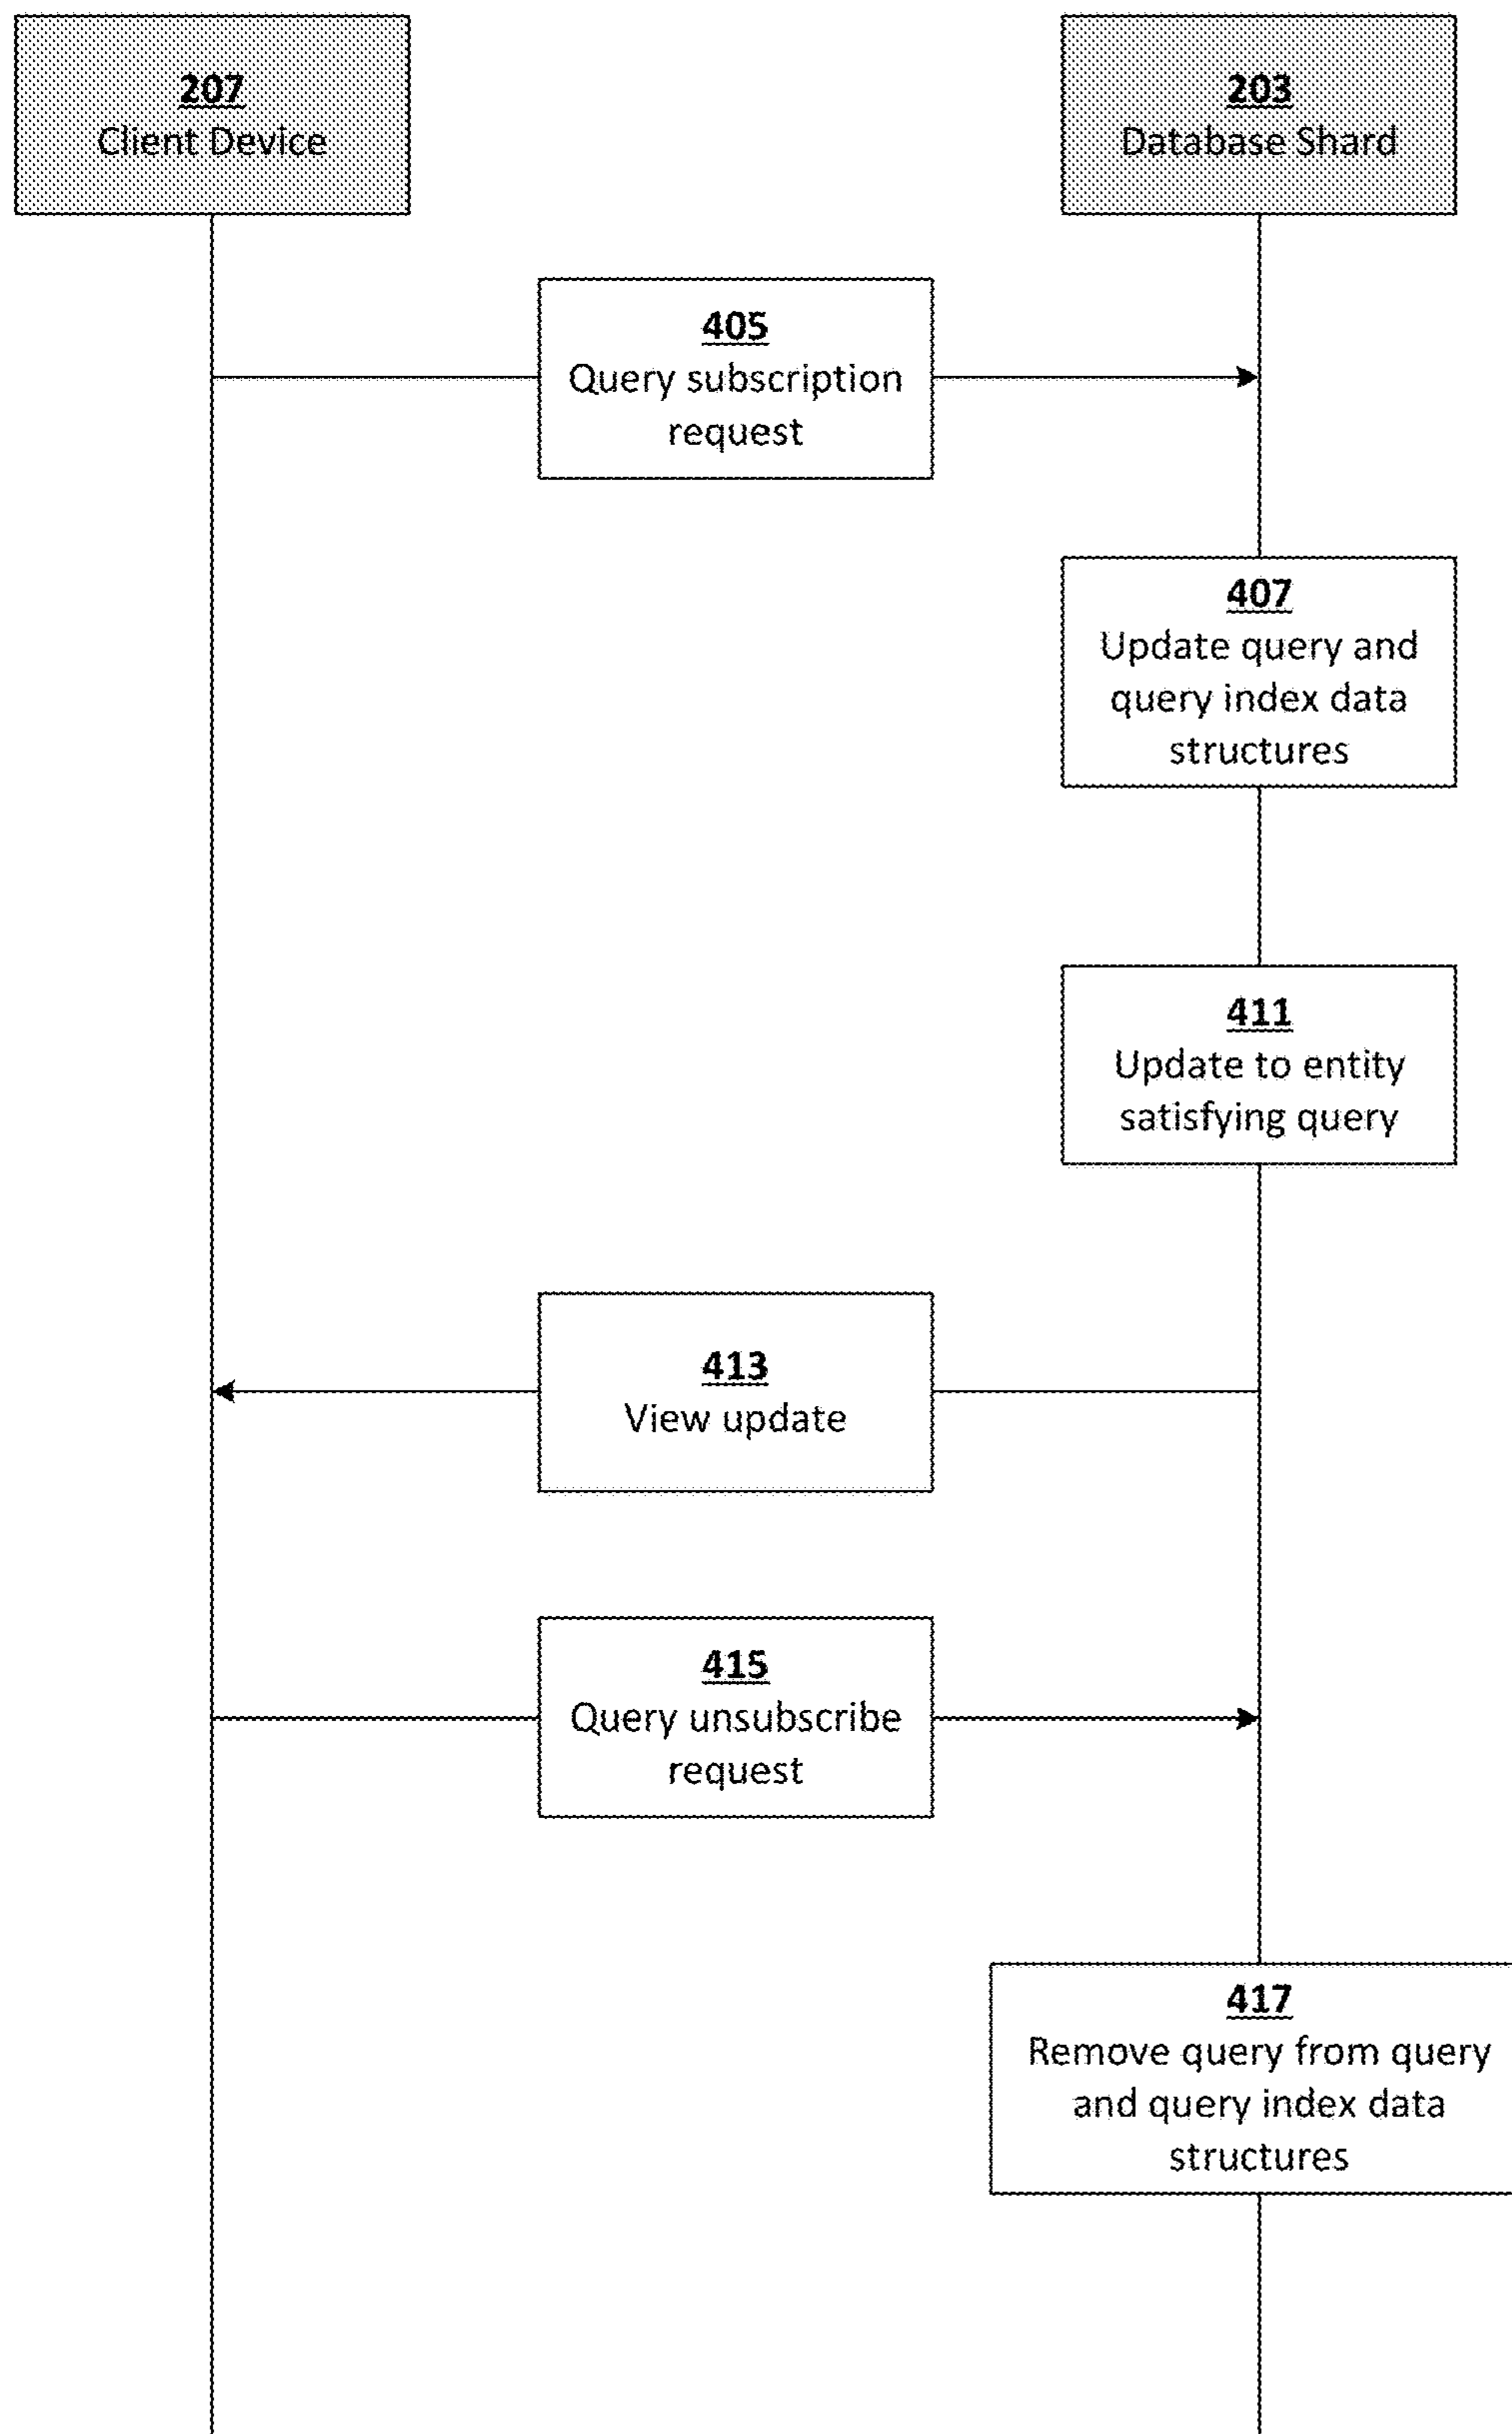 207
Client Device
203
Database Shard
405
Query subscription
request
407
Update query and
query index data
structures
411
Update to entity
satisfying query
413
View update
415
Query unsubscribe
request
417
Remove query from query
and query index data
structures